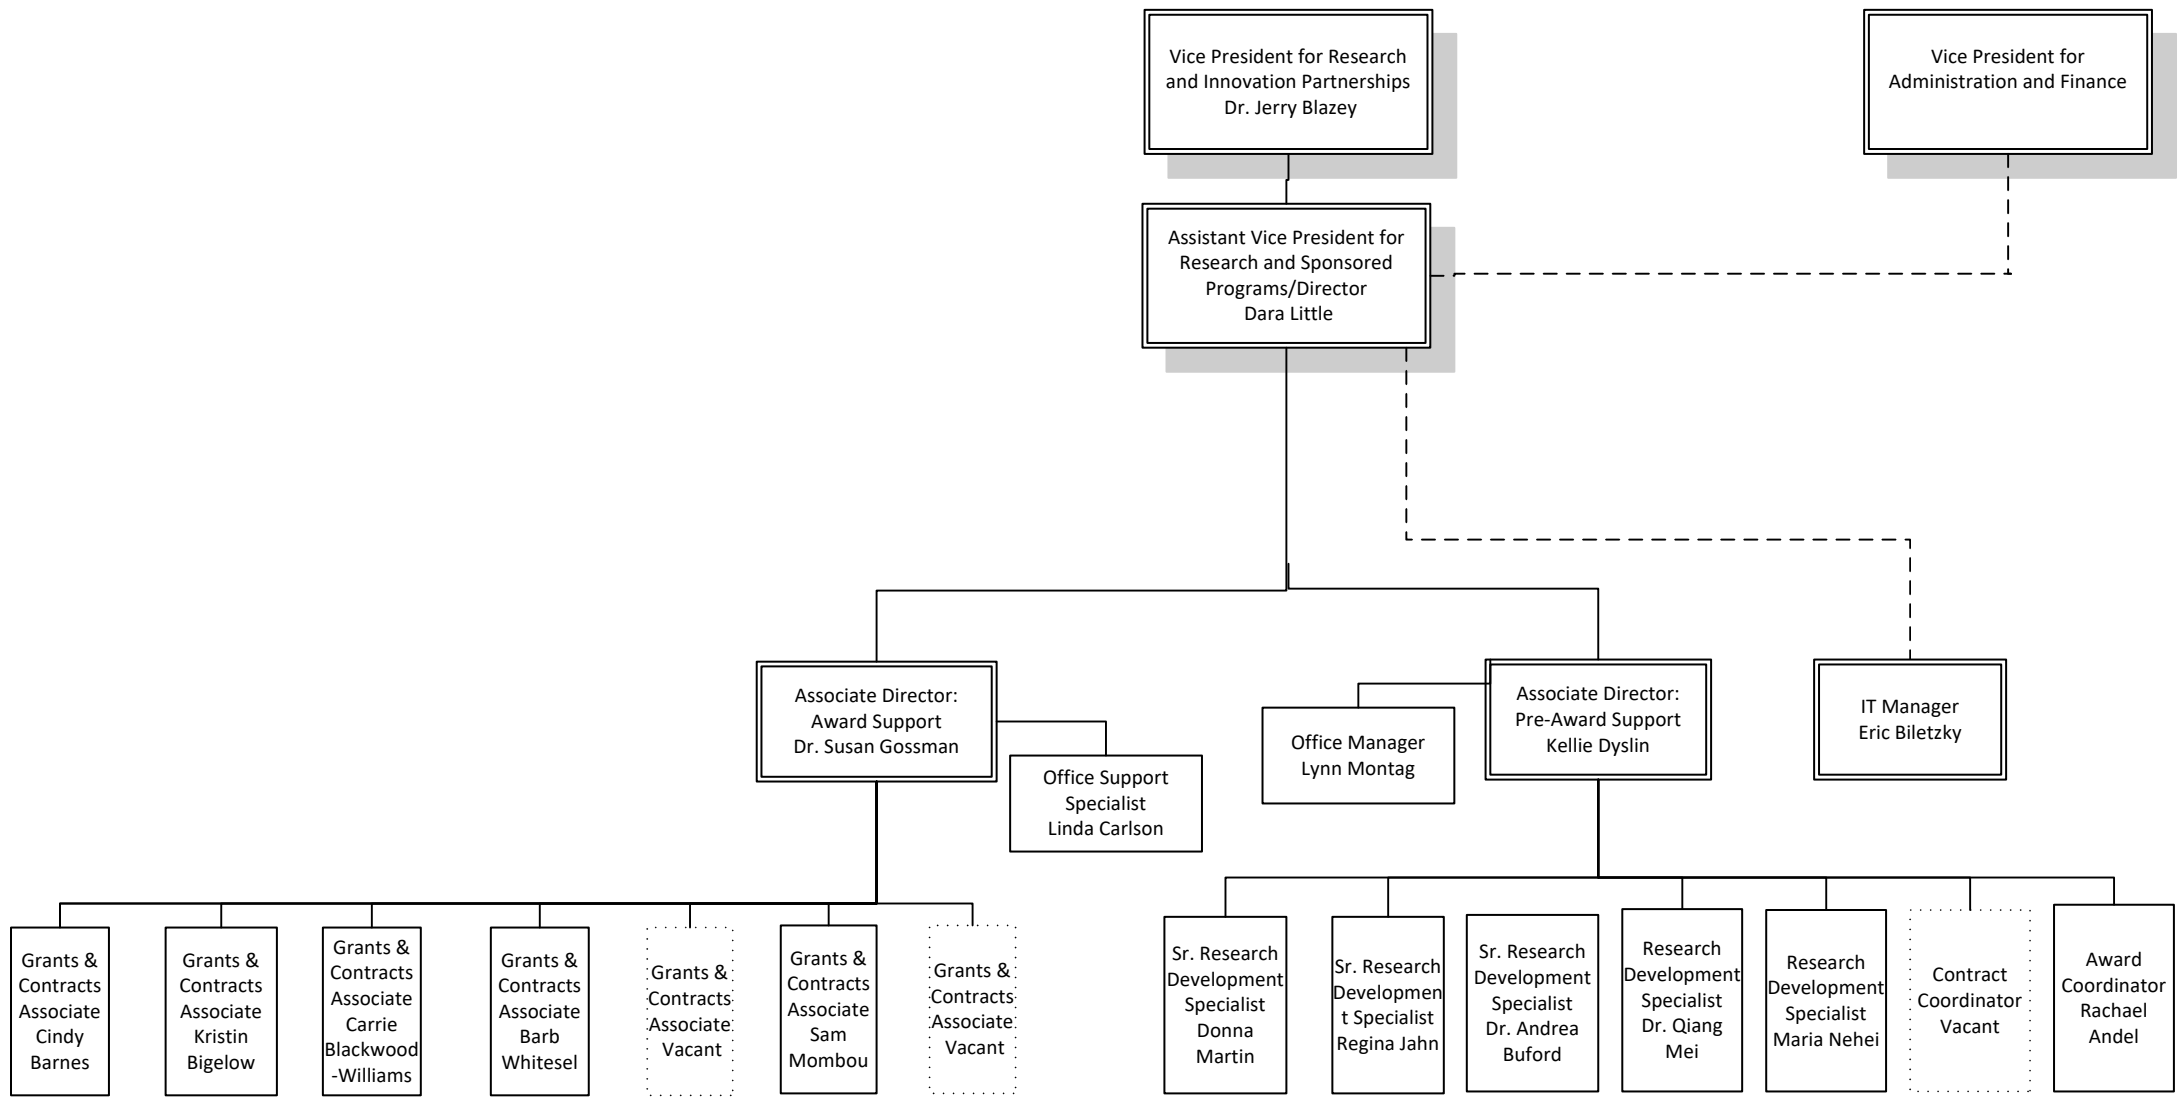 Vice President for Research
and Innovation Partnerships
Dr. Jerry Blazey
Vice President for
Administration and Finance
Assistant Vice President for
Research and Sponsored
Programs/Director
Dara Little
Associate Director:
Award Support
Dr. Susan Gossman
Office Support
Specialist
Linda Carlson
Office Manager
Lynn Montag
Associate Director:
Pre-Award Support
Kellie Dyslin
IT Manager
Eric Biletzky
Grants &
Contracts
Associate
Cindy
Barnes
Grants &
Contracts
Associate
Kristin
Bigelow
Grants &
Contracts
Associate
Carrie
Blackwood
-Williams
Grants &
Contracts
Associate
Barb
Whitesel
Grants &
Contracts
Associate
Vacant
Grants &
Contracts
Associate
Sam
Mombou
Grants &
Contracts
Associate
Vacant
Sr. Research
Development
Specialist
Donna
Martin
Sr. Research
Developmen
t Specialist
Regina Jahn
Sr. Research
Development
Specialist
Dr. Andrea
Buford
Research
Development
Specialist
Dr. Qiang
Mei
Research
Development
Specialist
Maria Nehei
Contract
Coordinator
Vacant
Award
Coordinator
Rachael
Andel